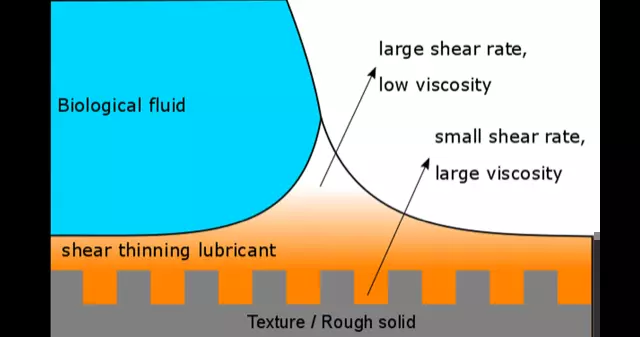 large shear rate,
low viscosity
Biological fluid
small shear rate,
large viscosity
shear thinning lubricant
Texture / Rough solid